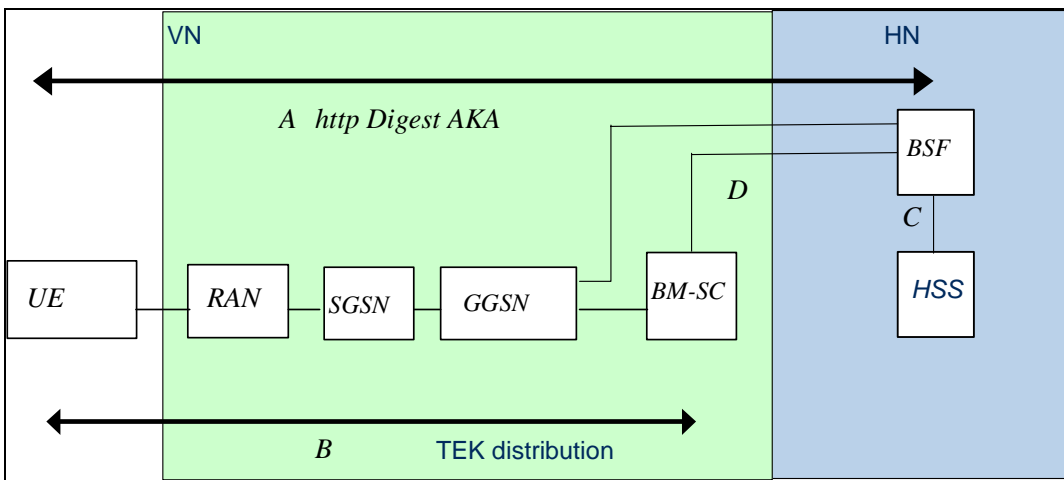 VN
HN
A http Digest AKA
BSF
D
C
UE
RAN
SGSN
GGSN
BM-SC
HSS
B TEK distribution